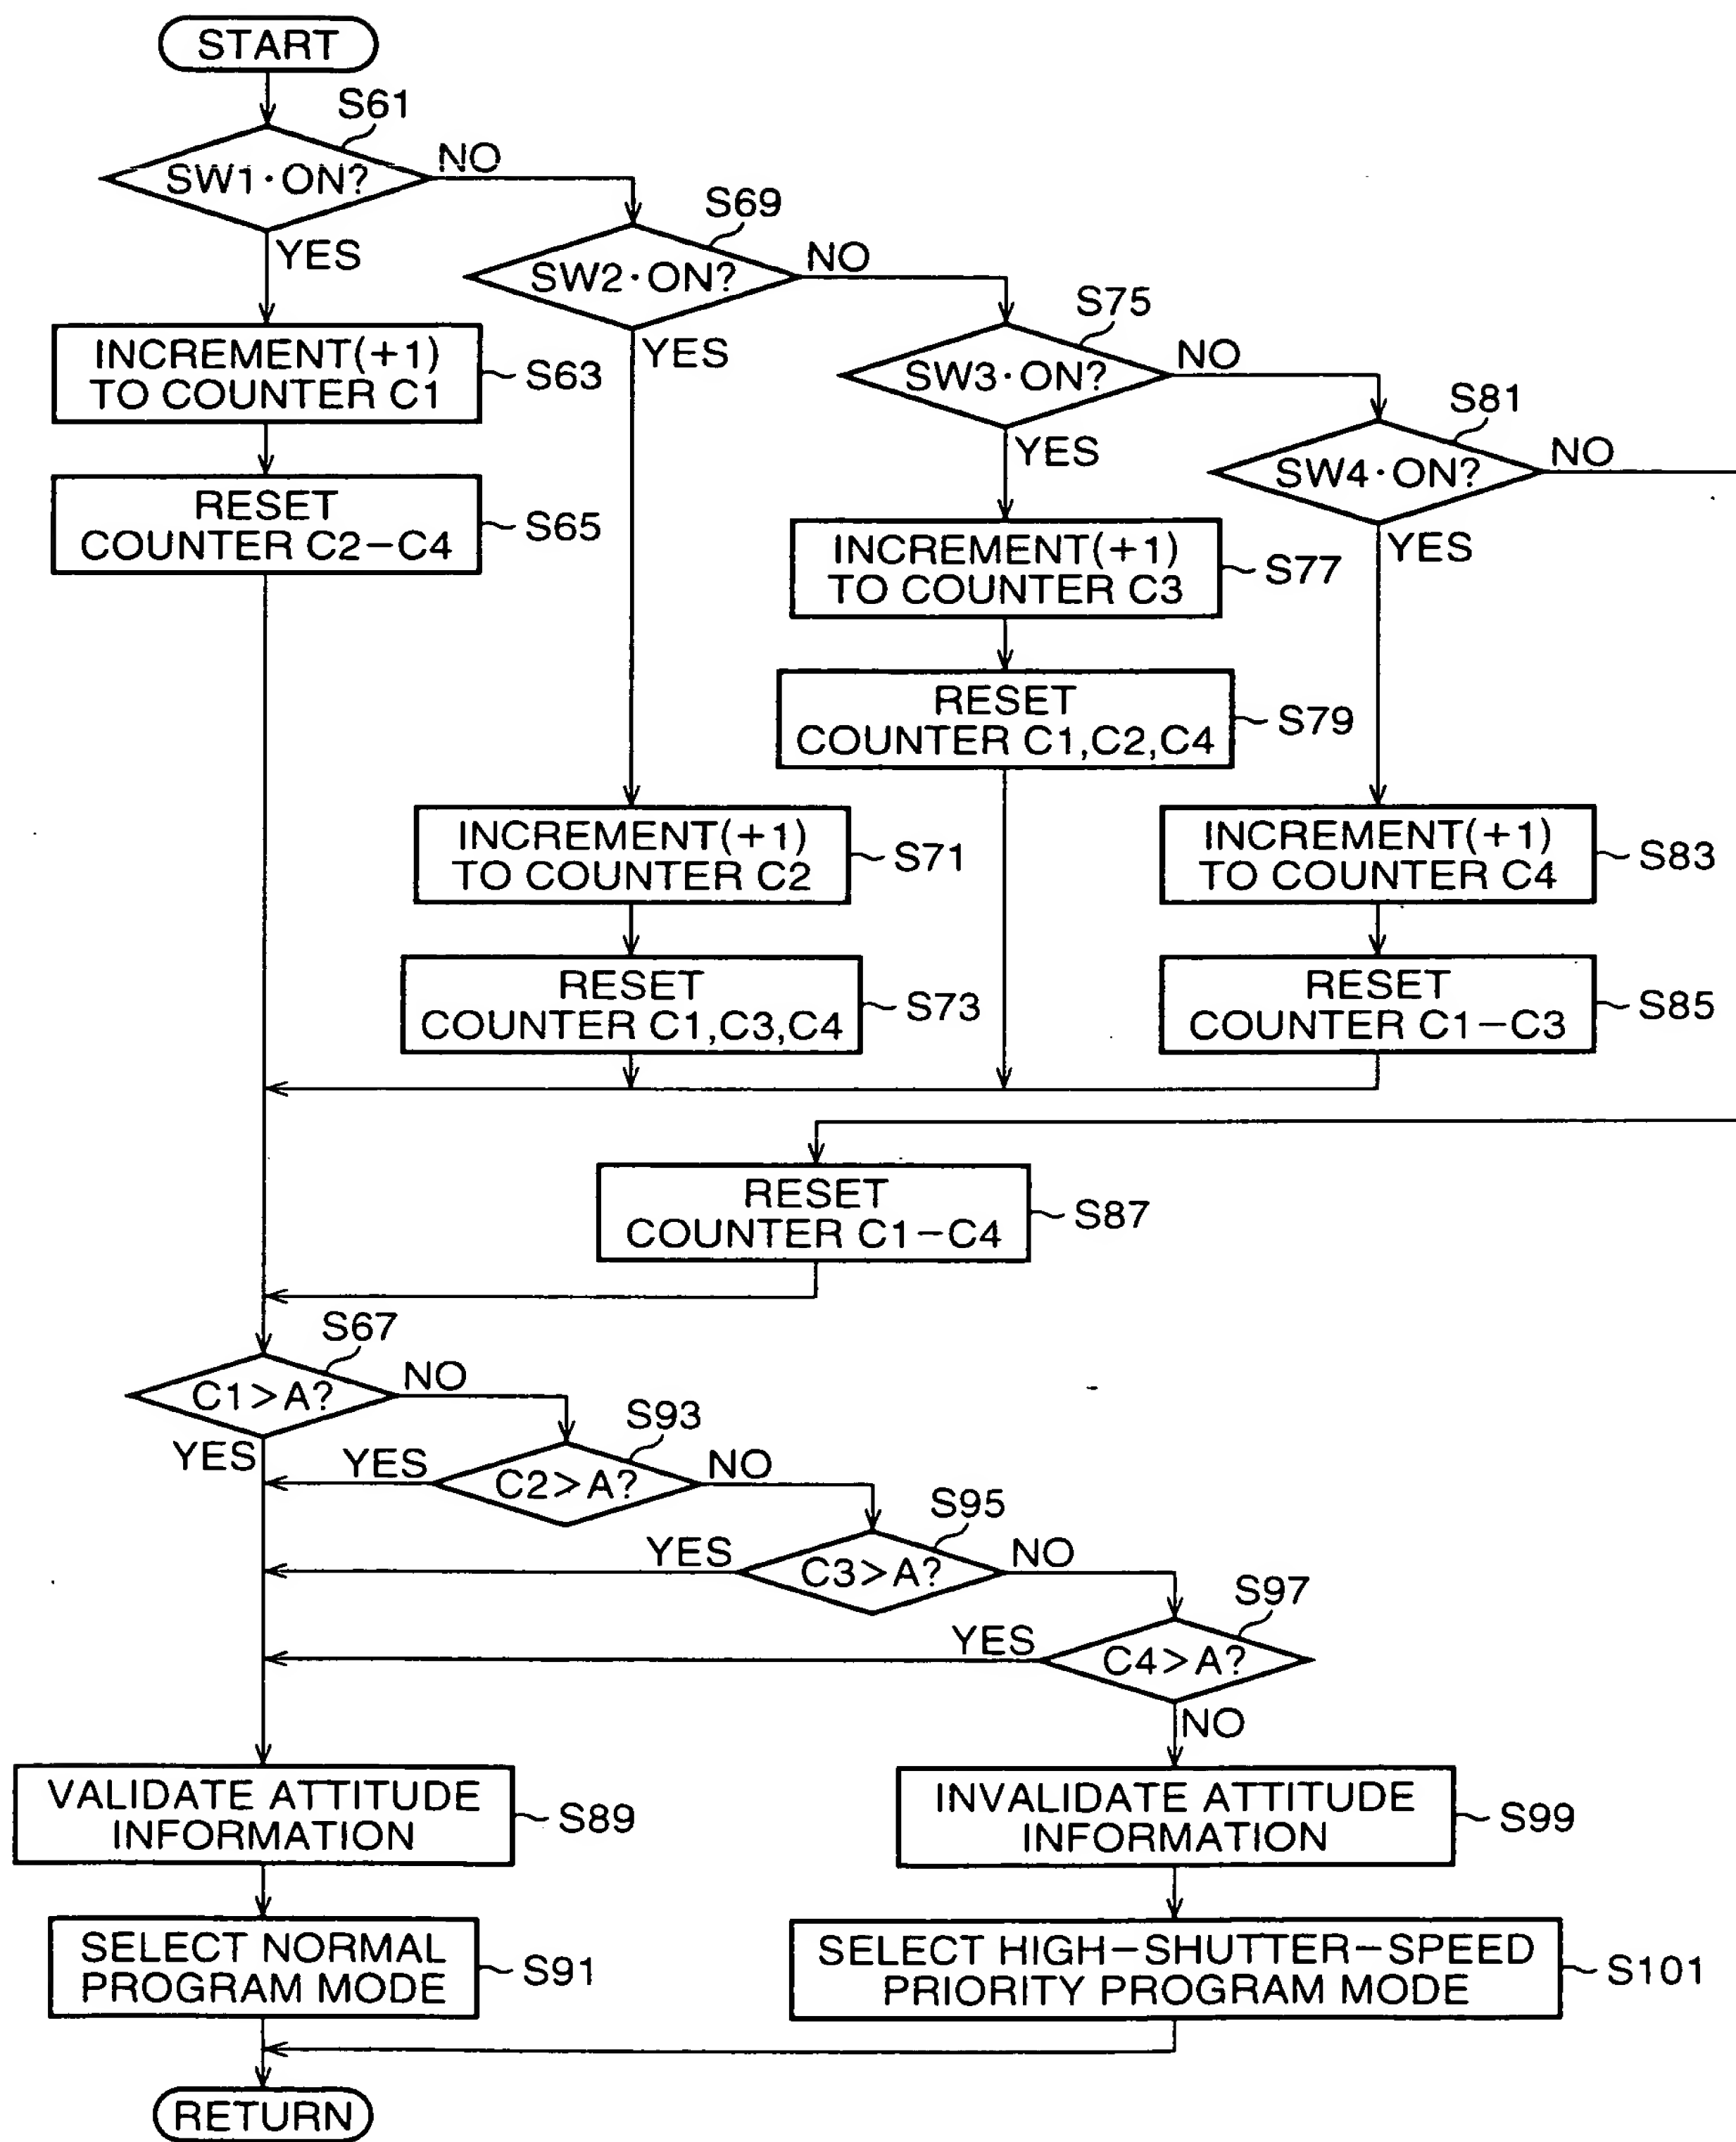 START
S61
SW1·ON?
NO
YES
S69
SW2·ON?
NO
YES
S75
SW3·ON?
NO
YES
S81
SW4·ON?
NO
YES
INCREMENT(+1)
TO COUNTER C1
S63
RESET
COUNTER C2-C4
S65
INCREMENT(+1)
TO COUNTER C3
S77
RESET
COUNTER C1,C2,C4
S79
INCREMENT(+1)
TO COUNTER C2
S71
INCREMENT(+1)
TO COUNTER C4
S83
RESET
COUNTER C1,C3,C4
S73
RESET
COUNTER C1-C3
S85
RESET
COUNTER C1-C4
S87
S67
C1>A?
NO
YES
S93
C2>A?
YES
NO
S95
C3>A?
YES
NO
S97
C4>A?
YES
NO
VALIDATE ATTITUDE
INFORMATION
S89
INVALIDATE ATTITUDE
INFORMATION
S99
SELECT NORMAL
PROGRAM MODE
S91
SELECT HIGH-SHUTTER-SPEED
PRIORITY PROGRAM MODE
S101
RETURN